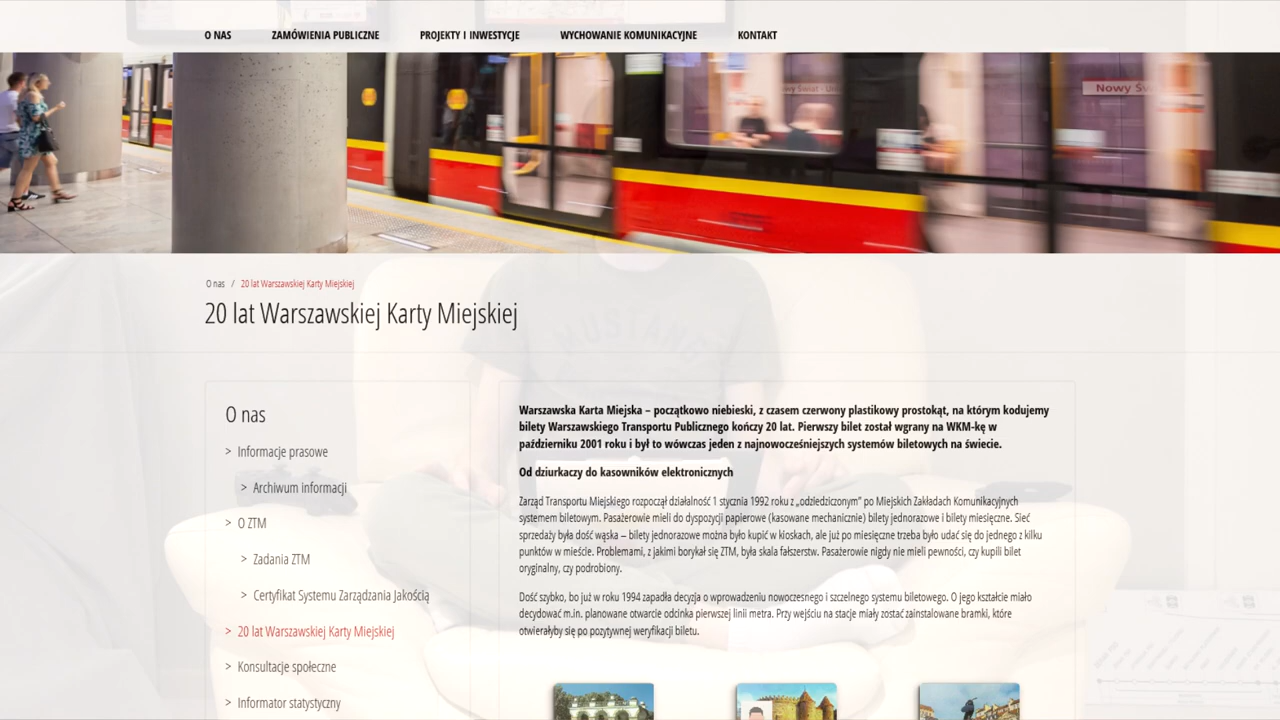 O NAS
ZAMÓWIENIA PUBLICZNE
PROJEKTY I INWESTYCJE
WYCHOWANIE KOMUNIKACYJNE
KONTAKT
Nowy
O nas / 20 lat Warszawskiej Karty Miejskiej
20 lat Warszawskiej Karty Miejskiej
MUSTANG
O nas
> Informacje prasowe
> Archiwum informacji
> O ZTM
> Zadania ZTM
> Certyfikat Systemu Zarządzania Jakością
> 20 lat Warszawskiej Karty Miejskiej
> Konsultacje społeczne
> Informator statystyczny
Warszawska Karta Miejska – początkowo niebieski, z czasem czerwony plastikowy prostokąt, na którym kodujemy
bilety Warszawskiego Transportu Publicznego kończy 20 lat. Pierwszy bilet został wgrany na WKM-kę w
październiku 2001 roku i był to wówczas jeden z najnowocześniejszych systemów biletowych na świecie.
Od dziurkaczy do kasowników elektronicznych
Zarząd Transportu Miejskiego rozpoczął działalność 1 stycznia 1992 roku z „odziedziczonym” po Miejskich Zakładach Komunikacyjnych
systemem biletowym. Pasażerowie mieli do dyspozycji papierowe (kasowane mechanicznie) bilety jednorazowe i bilety miesięczne. Sieć
sprzedaży była dość wąska – bilety jednorazowe można było kupić w kioskach, ale już po miesięczne trzeba było udać się do jednego z kilku
punktów w mieście. Problemami, z jakimi borykał się ZTM, była skala fałszerstw. Pasażerowie nigdy nie mieli pewności, czy kupili bilet
oryginalny, czy podrobiony.
Dość szybko, bo już w roku 1994 zapadła decyzja o wprowadzeniu nowoczesnego i szczelnego systemu biletowego. O jego kształcie miało
decydować m.in. planowane otwarcie odcinka pierwszej linii metra. Przy wejściu na stacje miały zostać zainstalowane bramki, które
otwierałyby się po pozytywnej weryfikacji biletu.